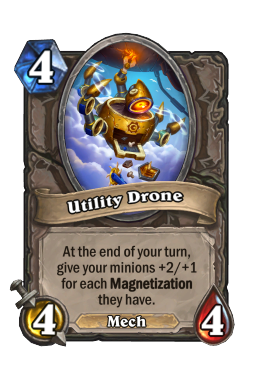 4
Utility Drone
At the end of your turn,
give your minions +2/+1
for each Magnetization
they have.
4 Mech 4